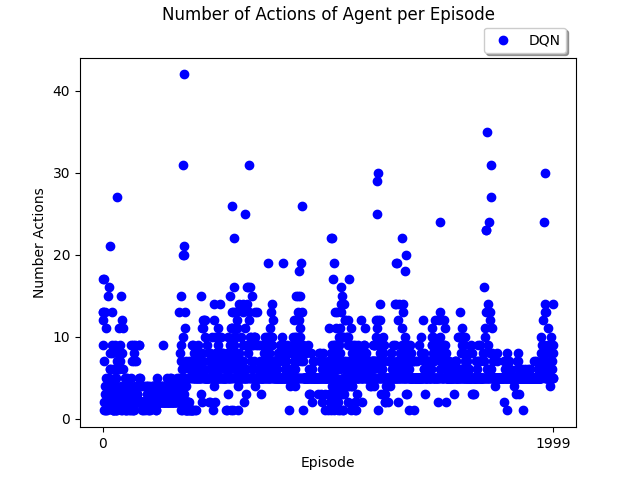 Number of Actions of Agent per Episode
DQN
40
30
20
10
0
Number Actions
0 1999
Episode